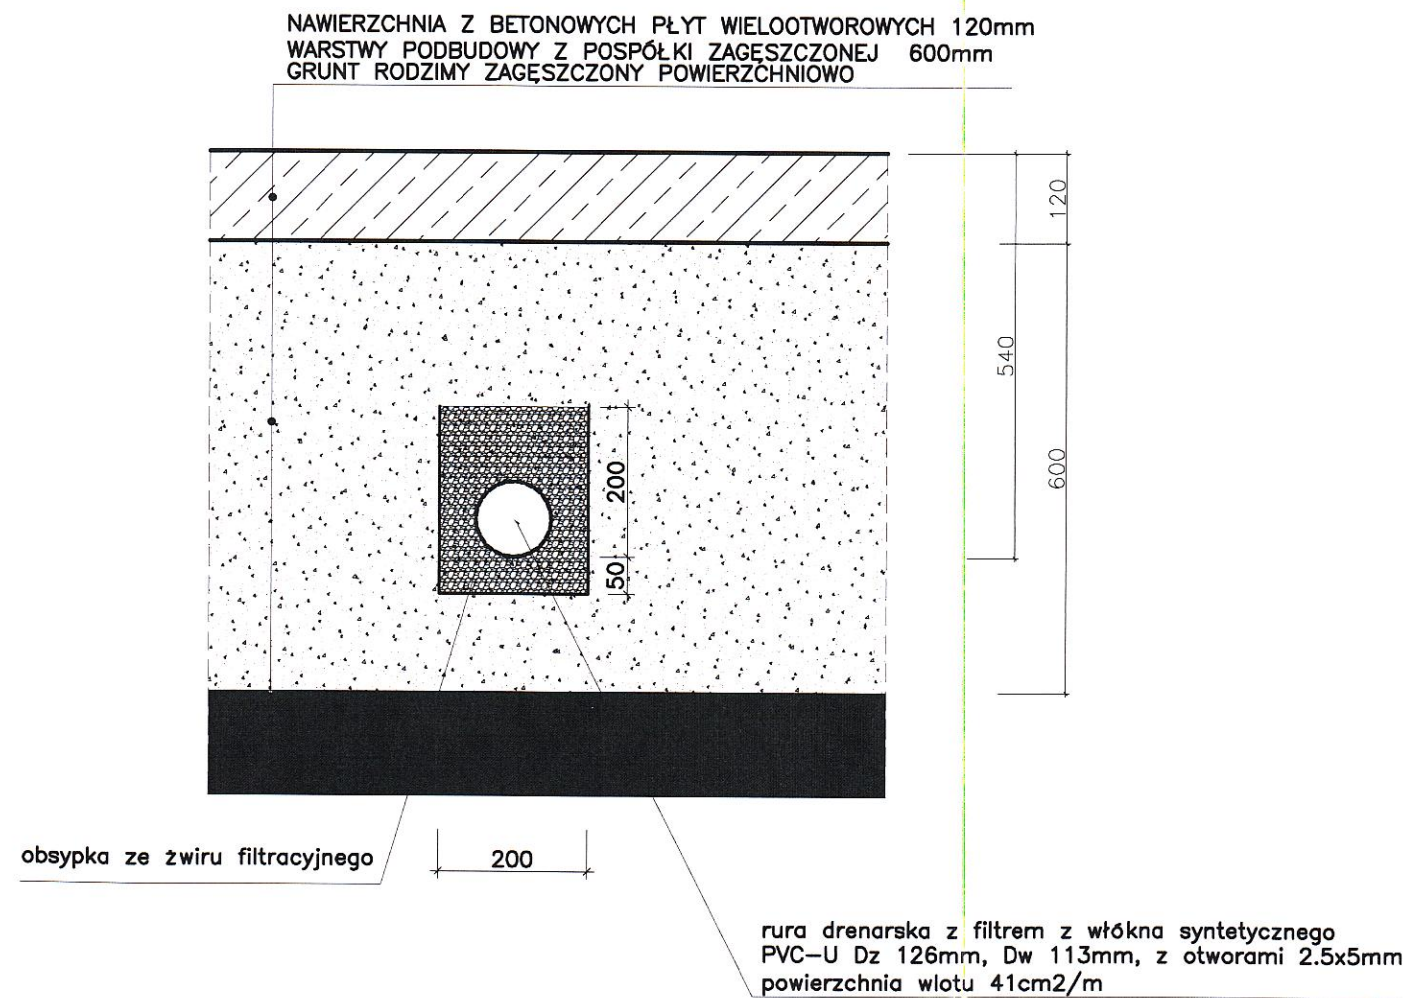 NAWIERZCHNIA Z BETONOWYCH PŁYT WIELOOTWOROWYCH 120mm
WARSTWY PODBUDOWY Z POSPÓŁKI ZAGĘSZCZONEJ 600mm
GRUNT RODZIMY ZAGĘSZCZONY POWIERZCHNIOWO
120
540
600
200
50
obsypka ze żwiru filtracyjnego
200
rura drenarska z filtrem z włókna syntetycznego
PVC-U Dz 126mm, Dw 113mm, z otworami 2.5x5mm
powierzchnia wlotu 41cm2/m